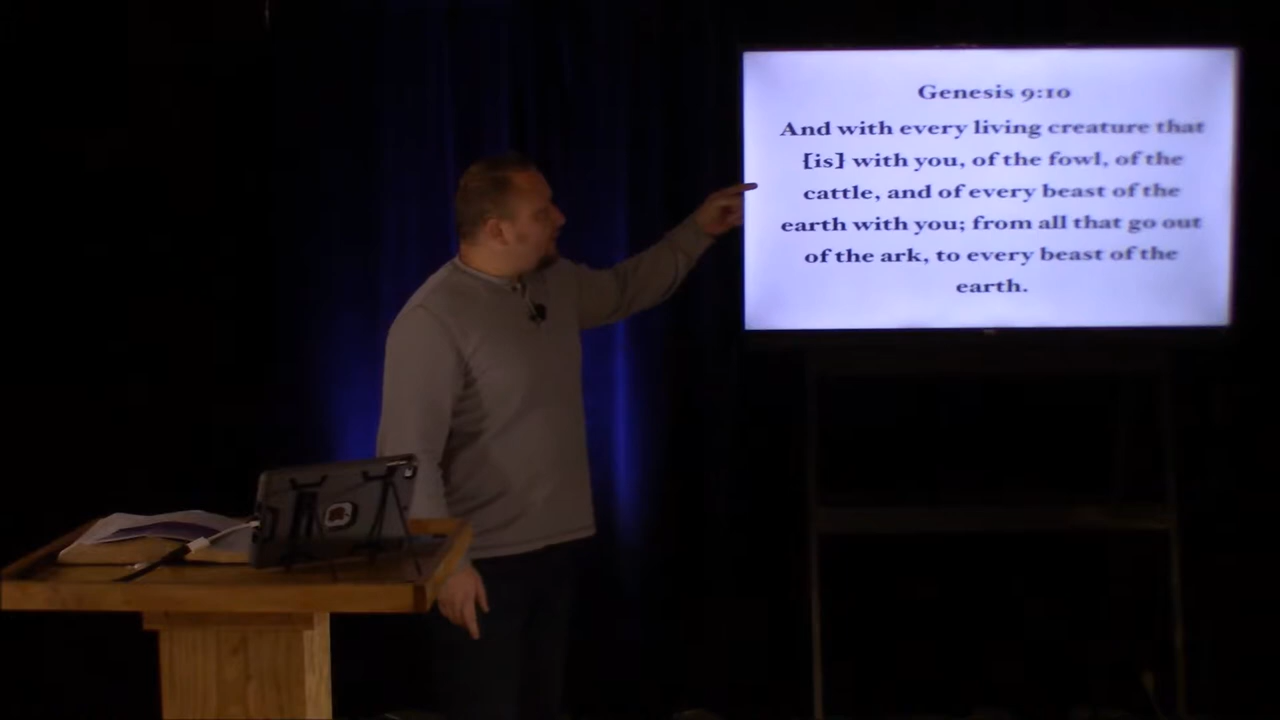 Genesis 9:10
And with every living creature that
[is] with you, of the fowl, of the
cattle, and of every beast of the
earth with you; from all that go out
of the ark, to every beast of the
earth.